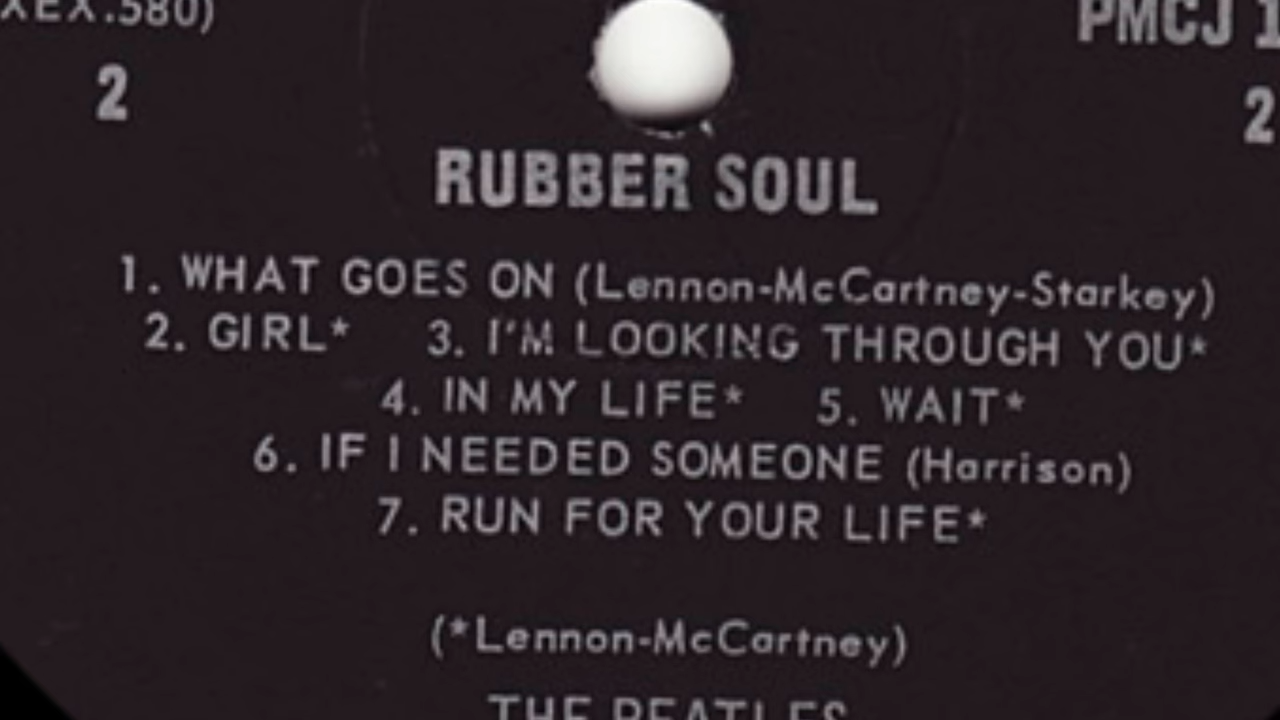 XEX.580)
PMCJ 1
2
2
RUBBER SOUL
1. WHAT GOES ON (Lennon-McCartney-Starkey)
2. GIRL* 3. I'M LOOKING THROUGH YOU*
4. IN MY LIFE* 5. WAIT*
6. IF I NEEDED SOMEONE (Harrison)
7. RUN FOR YOUR LIFE*
(*Lennon-McCartney)
THE BEATLES